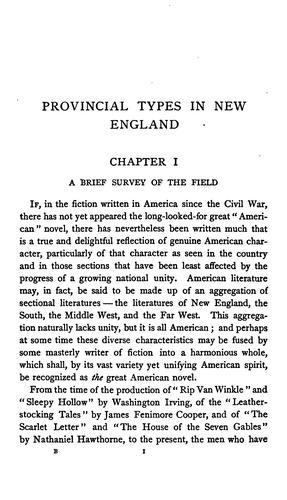 PROVINCIAL TYPES IN NEW
ENGLAND
CHAPTER I
A BRIEF SURVEY OF THE FIELD
IF, in the fiction written in America since the Civil War,
there has not yet appeared the long-looked-for great “Ameri-
can” novel, there has nevertheless been written much that
is a true and delightful reflection of genuine American char-
acter, particularly of that character as seen in the country
and in those sections that have been least affected by the
progress of a growing national unity. American literature
may, in fact, be said to be made up of an aggregation of
sectional literatures — the literatures of New England, the
South, the Middle West, and the Far West. This aggrega-
tion naturally lacks unity, but it is all American; and perhaps
at some time these diverse characteristics may be fused by
some masterly writer of fiction into a harmonious whole,
which shall, by its vast variety yet unifying American spirit,
be recognized as the great American novel.
From the time of the production of “Rip Van Winkle” and
“Sleepy Hollow” by Washington Irving, of the “Leather-
stocking Tales” by James Fenimore Cooper, and of “The
Scarlet Letter” and “The House of the Seven Gables”
by Nathaniel Hawthorne, to the present, the men who have
B 1